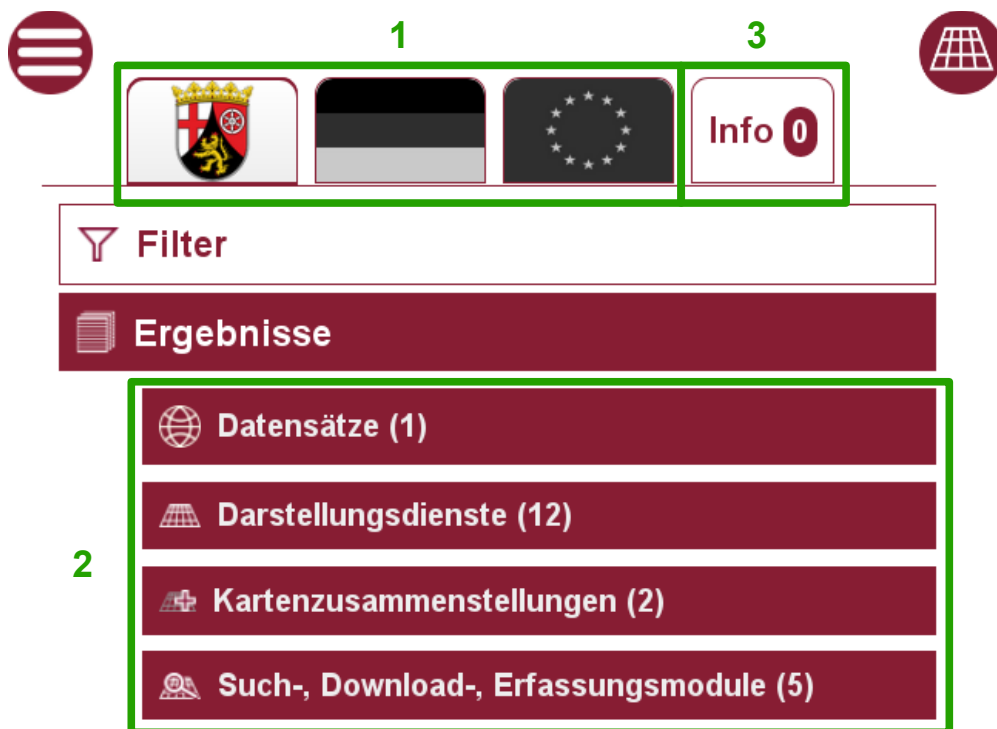 1
3
Info 0
Filter
Ergebnisse
Datensätze (1)
Darstellungsdienste (12)
2
Kartenzusammenstellungen (2)
Such-, Download-, Erfassungsmodule (5)